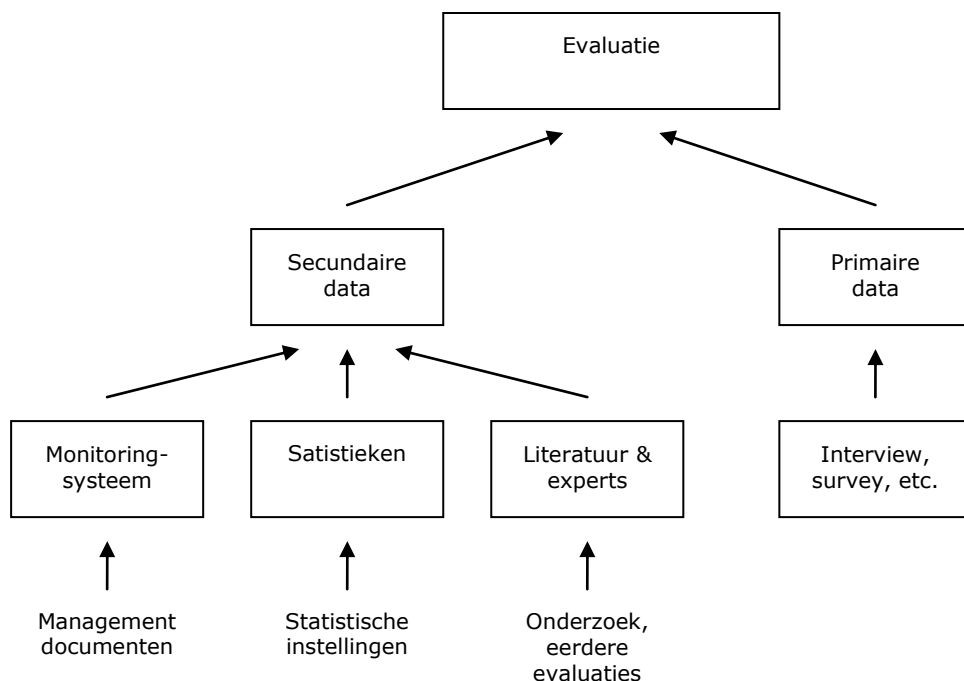 Evaluatie
Secundaire
data
Primaire
data
Monitoring-
systeem
Satistieken
Literatuur &
experts
Interview,
survey, etc.
Management
documenten
Statistische
instellingen
Onderzoek,
eerdere
evaluaties